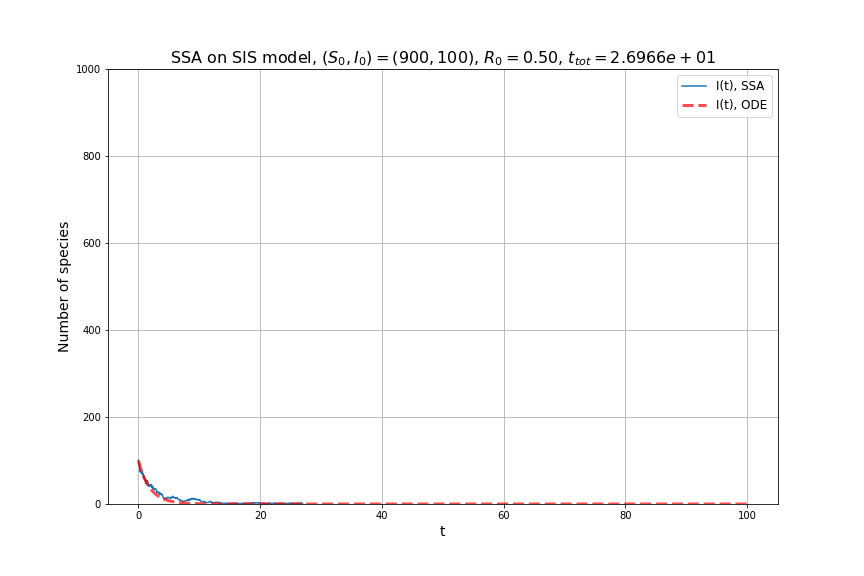 SSA on SIS model, (S₀, I₀) = (900, 100), R₀ = 0.50, tₜₒₜ = 2.6966e + 01
I(t), SSA
I(t), ODE
Number of species
1000
800
600
400
200
0
0 20 40 60 80 100
t